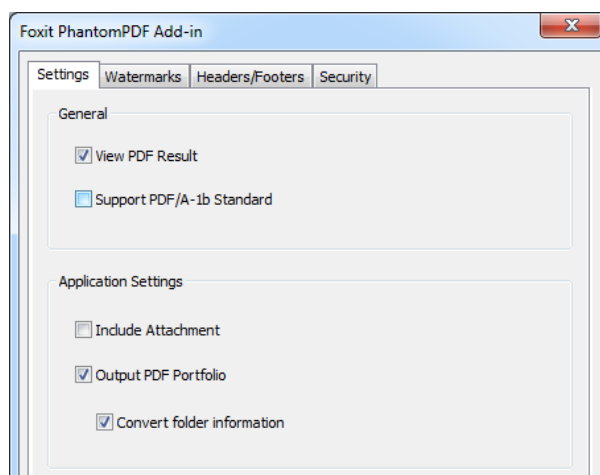 Foxit PhantomPDF Add-in
Settings Watermarks Headers/Footers Security
General
View PDF Result
Support PDF/A-1b Standard
Application Settings
Include Attachment
Output PDF Portfolio
Convert folder information